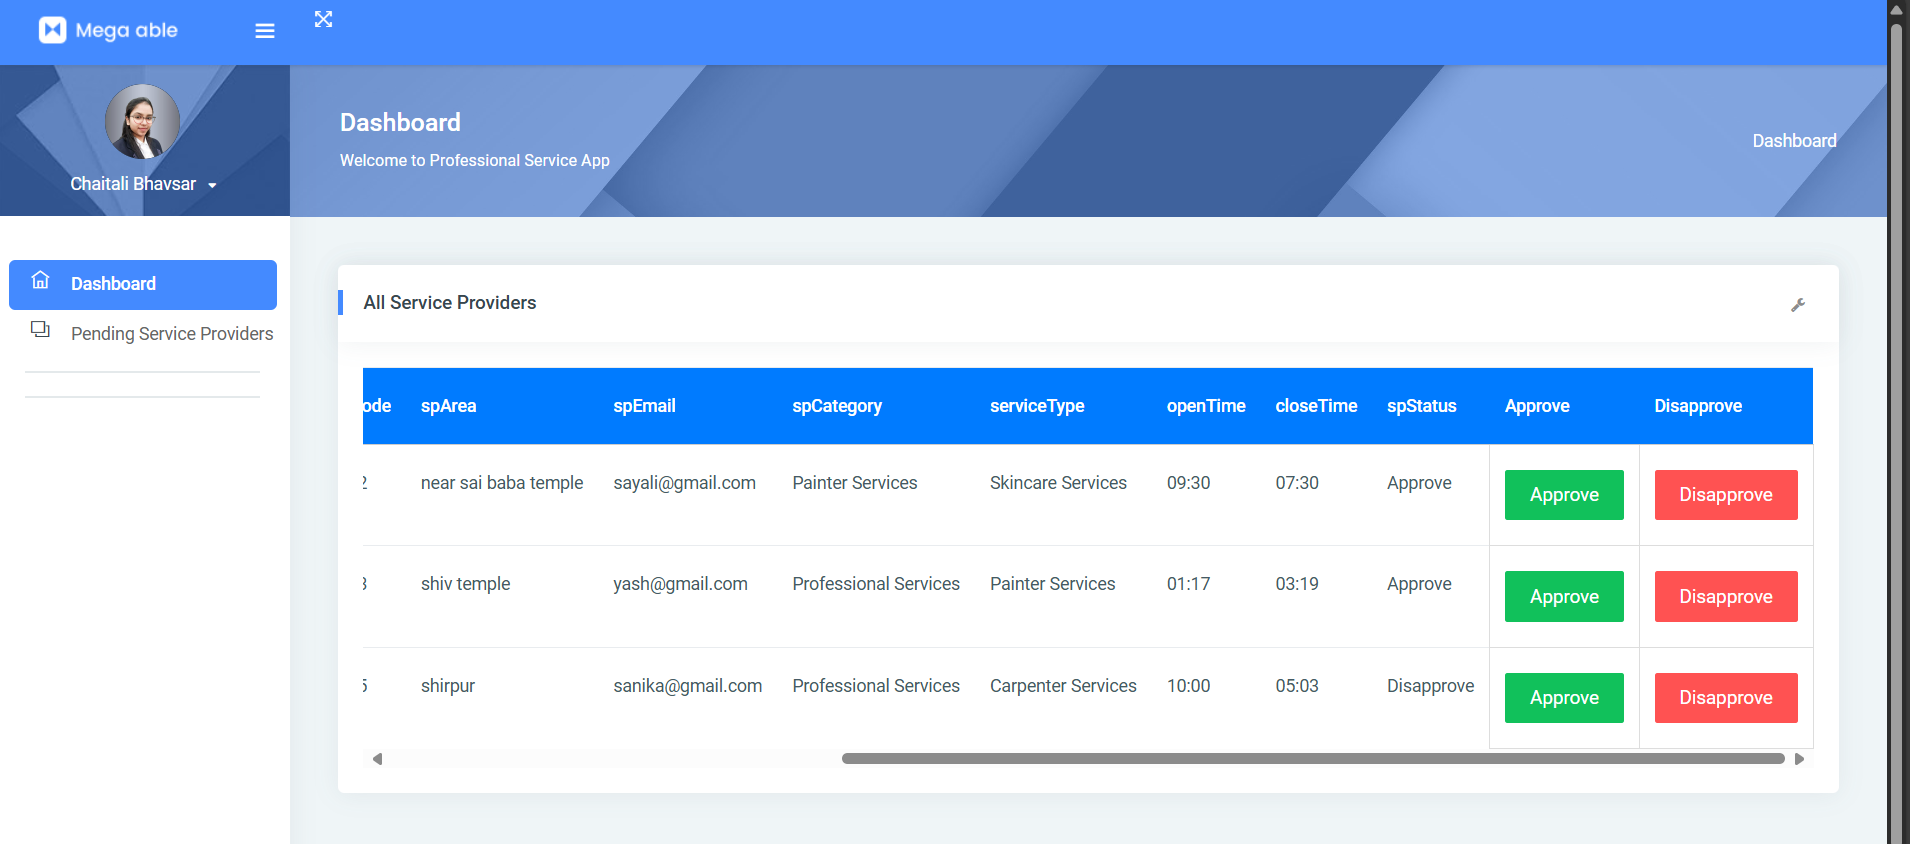 Mega able
Chaitali Bhavsar
Dashboard
Pending Service Providers
Dashboard
Welcome to Professional Service App
Dashboard
All Service Providers
ode spArea spEmail spCategory serviceType openTime closeTime spStatus Approve Disapprove
2 near sai baba temple sayali@gmail.com Painter Services Skincare Services 09:30 07:30 Approve Approve Disapprove
3 shiv temple yash@gmail.com Professional Services Painter Services 01:17 03:19 Approve Approve Disapprove
5 shirpur sanika@gmail.com Professional Services Carpenter Services 10:00 05:03 Disapprove Approve Disapprove